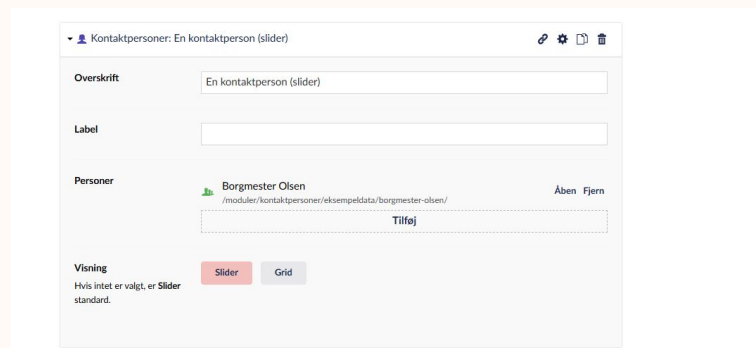 Kontaktpersoner: En kontaktperson (slider)
Overskrift
En kontaktperson (slider)
Label
Personer
Borgmester Olsen
/moduler/kontaktpersoner/eksempeldata/borgmester-olsen/
Åben Fjern
Tilføj
Visning
Hvis intet er valgt, er Slider
standard.
Slider Grid